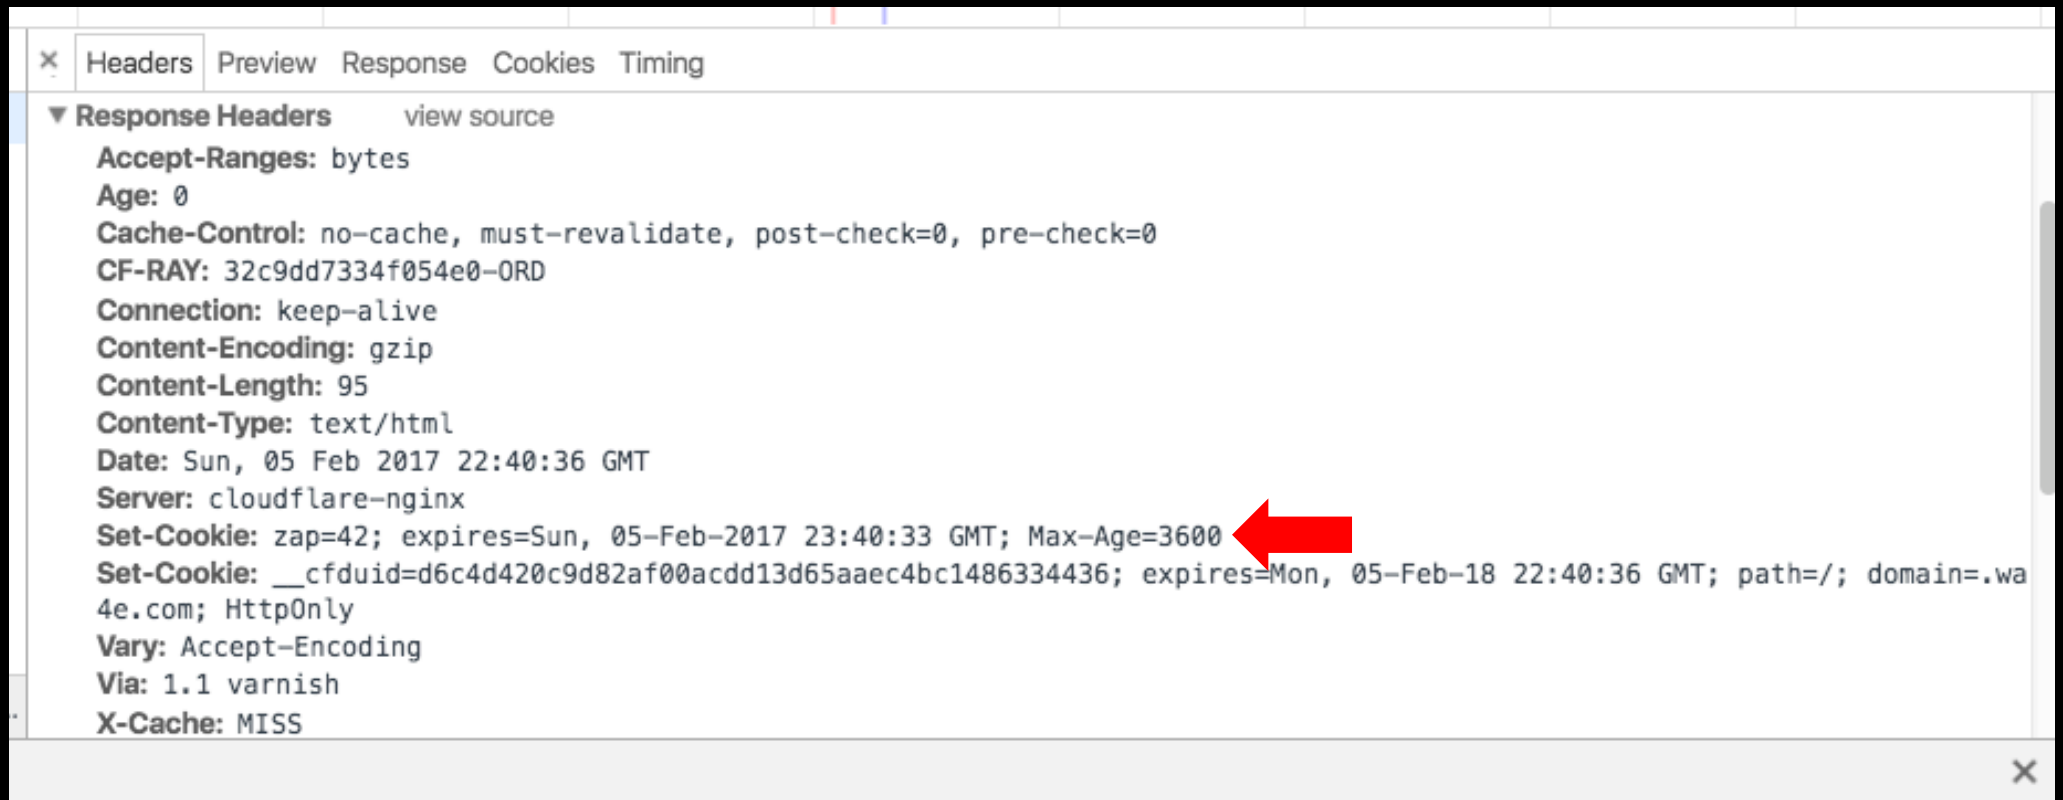 × Headers Preview Response Cookies Timing
▼ Response Headers view source
Accept-Ranges: bytes
Age: 0
Cache-Control: no-cache, must-revalidate, post-check=0, pre-check=0
CF-RAY: 32c9dd7334f054e0-ORD
Connection: keep-alive
Content-Encoding: gzip
Content-Length: 95
Content-Type: text/html
Date: Sun, 05 Feb 2017 22:40:36 GMT
Server: cloudflare-nginx
Set-Cookie: zap=42; expires=Sun, 05-Feb-2017 23:40:33 GMT; Max-Age=3600
Set-Cookie: __cfduid=d6c4d420c9d82af00acdd13d65aaec4bc1486334436; expires=Mon, 05-Feb-18 22:40:36 GMT; path=/; domain=.wa
4e.com; HttpOnly
Vary: Accept-Encoding
Via: 1.1 varnish
X-Cache: MISS
×